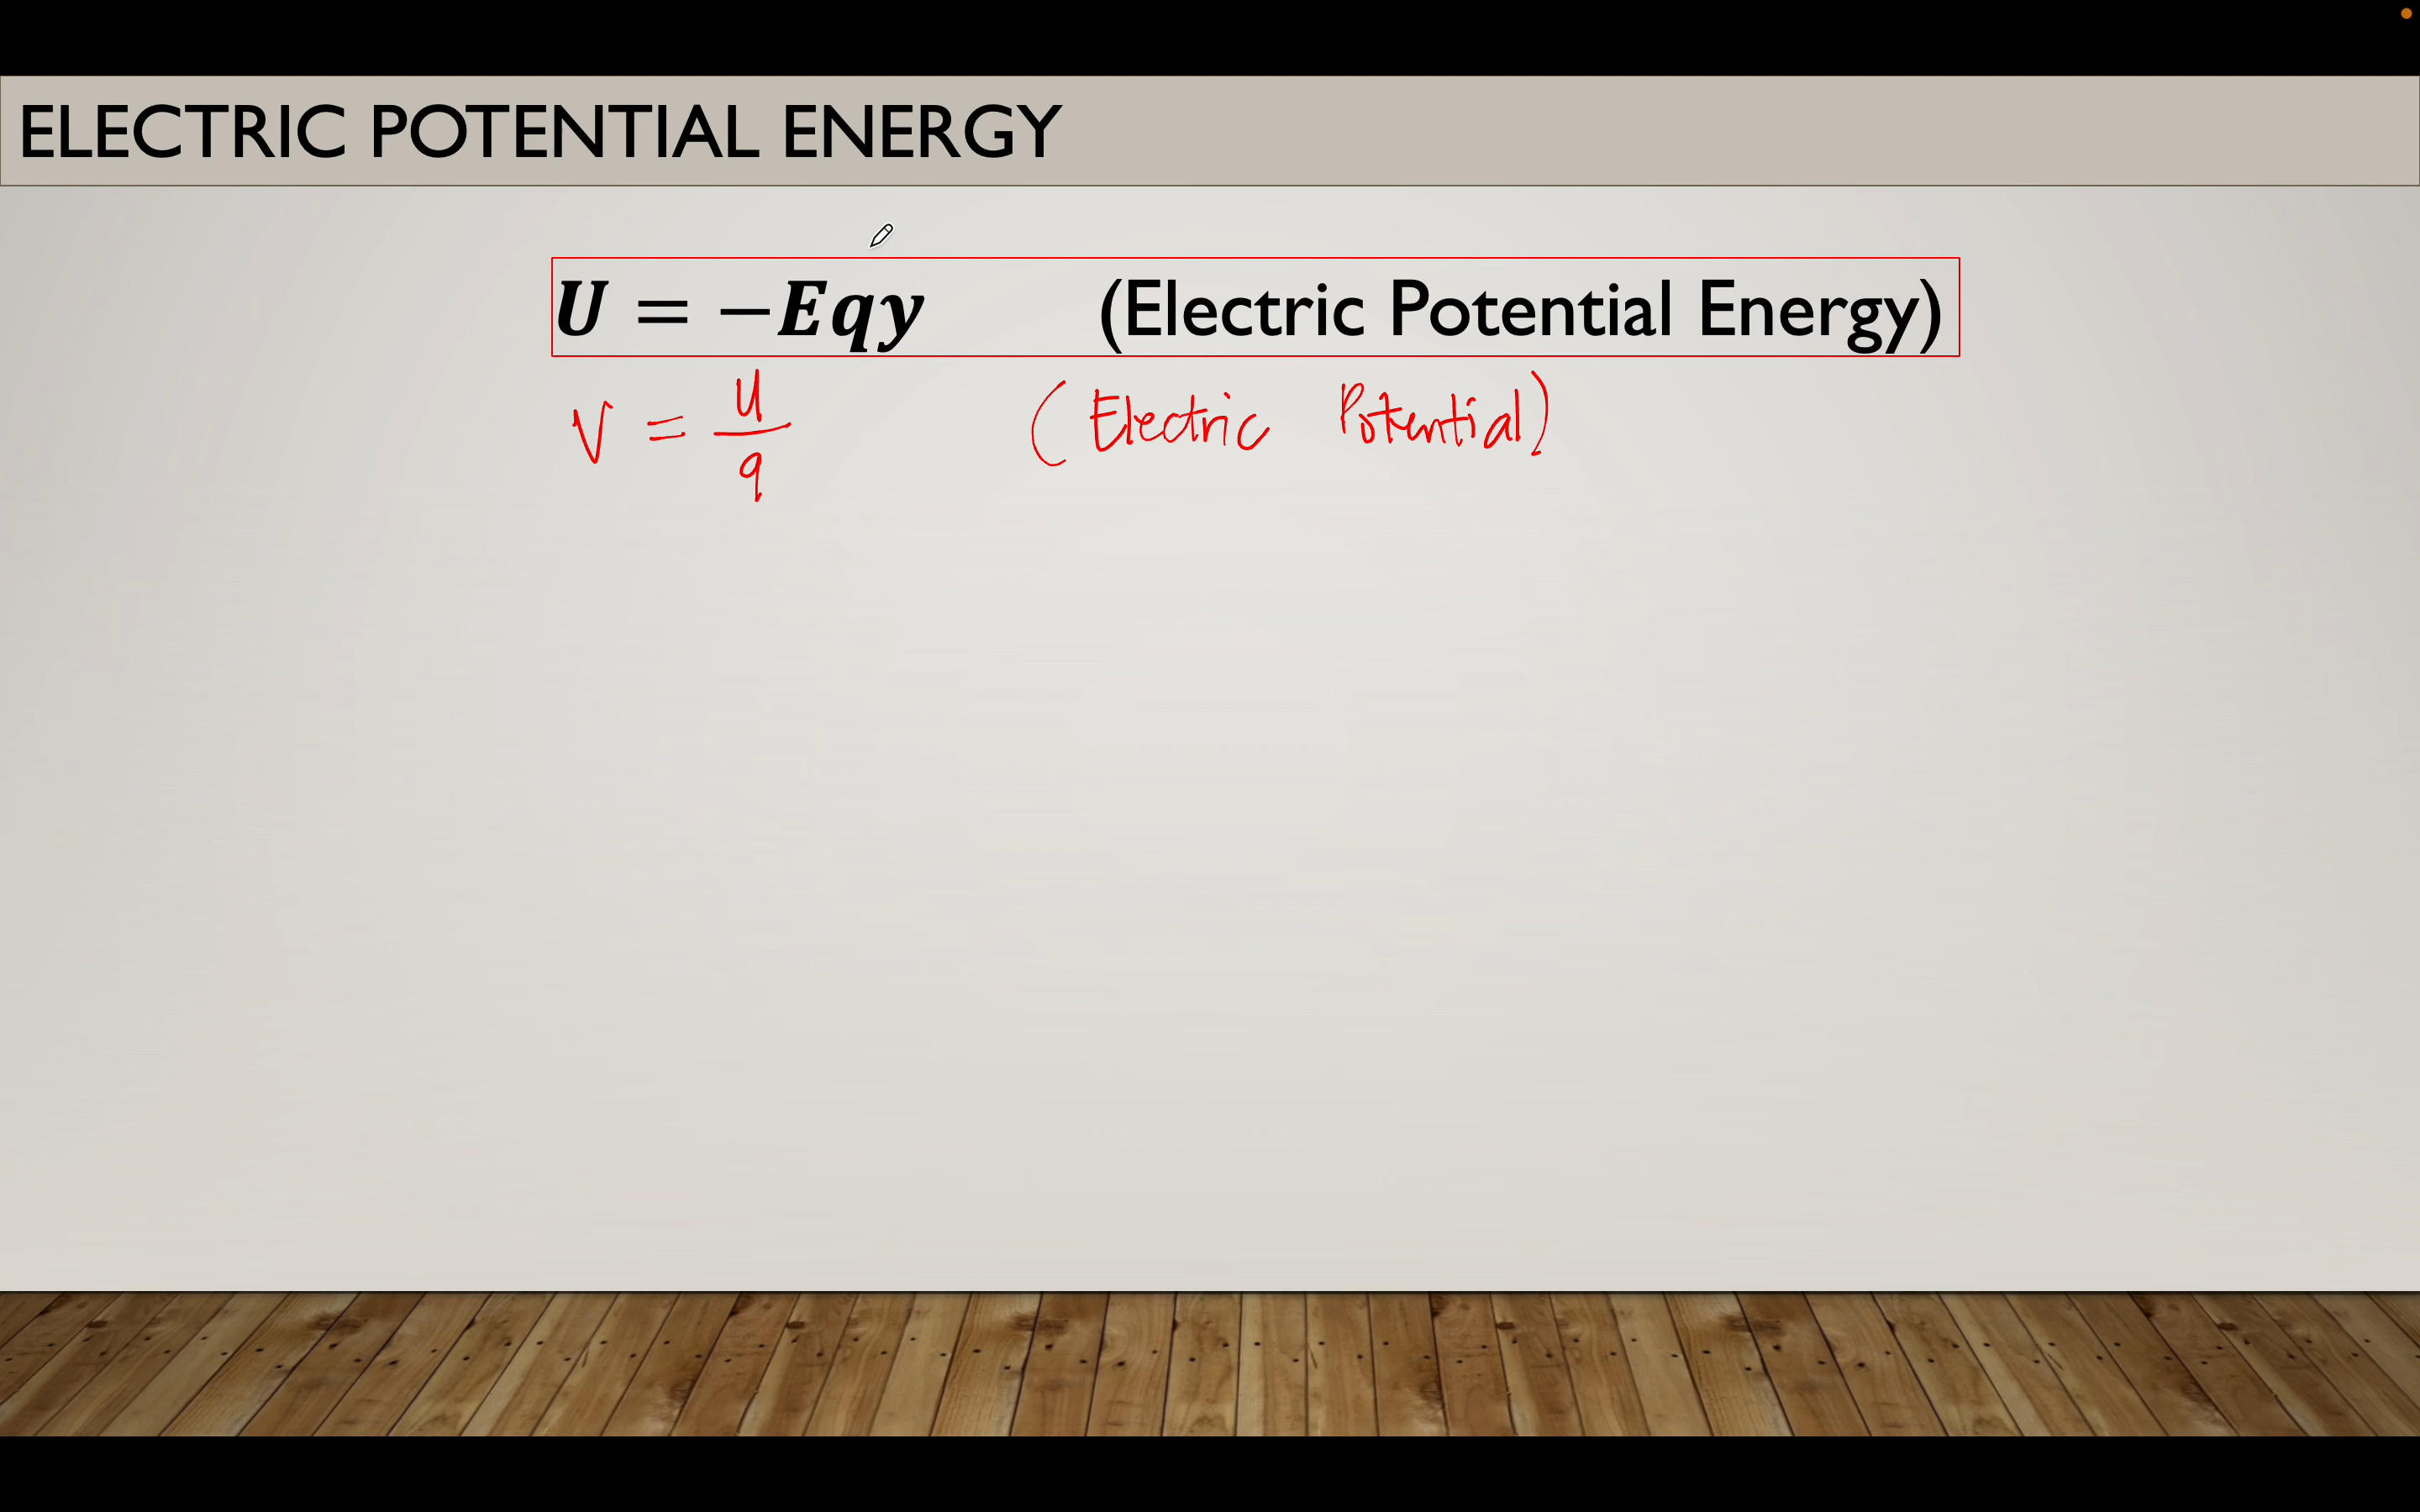 ELECTRIC POTENTIAL ENERGY
U = −Eqy (Electric Potential Energy)
V = U/q (Electric Potential)